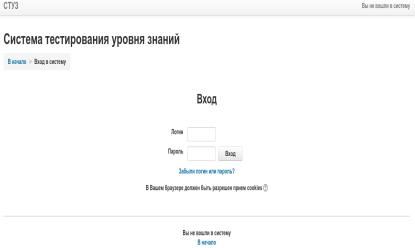 СТУЗ
Вы не вошли в систему
Система тестирования уровня знаний
В начало ► Вход в систему
Вход
Логин
Пароль Вход
Забыли логин или пароль?
В Вашем браузере должен быть разрешен прием cookies
Вы не вошли в систему
В начало